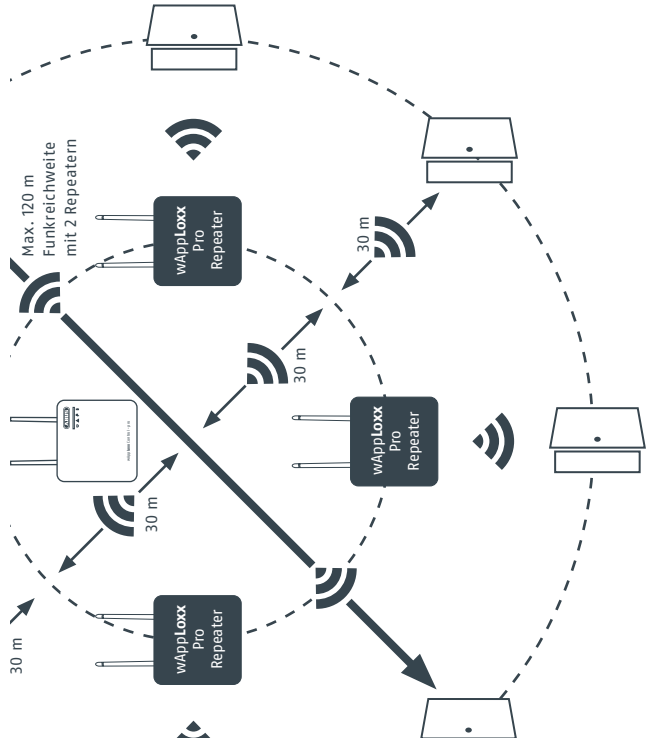 Max. 120 m
Funkreichweite
mit 2 Repeatern
wAppLoxx
Pro
Repeater
30 m
30 m
wAppLoxx
Pro
Repeater
30 m
wAppLoxx
Pro
Repeater
30 m